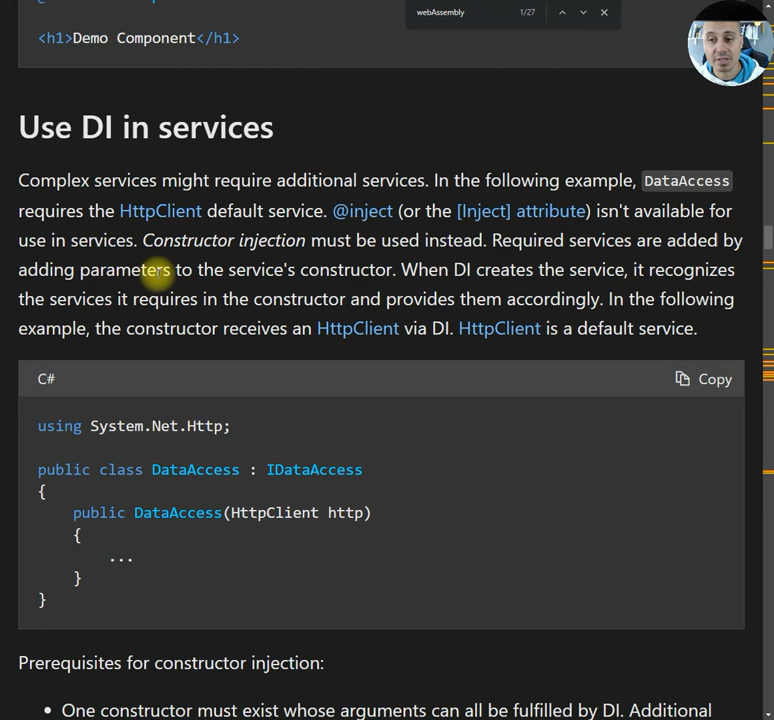 webAssembly
1/27
<h1>Demo Component</h1>
Use DI in services
Complex services might require additional services. In the following example, DataAccess
requires the HttpClient default service. @inject (or the [Inject] attribute) isn't available for
use in services. Constructor injection must be used instead. Required services are added by
adding parameters to the service's constructor. When DI creates the service, it recognizes
the services it requires in the constructor and provides them accordingly. In the following
example, the constructor receives an HttpClient via DI. HttpClient is a default service.
C#
Copy
using System.Net.Http;
public class DataAccess : IDataAccess
{
public DataAccess(HttpClient http)
{
...
}
}
Prerequisites for constructor injection:
• One constructor must exist whose arguments can all be fulfilled by DI. Additional